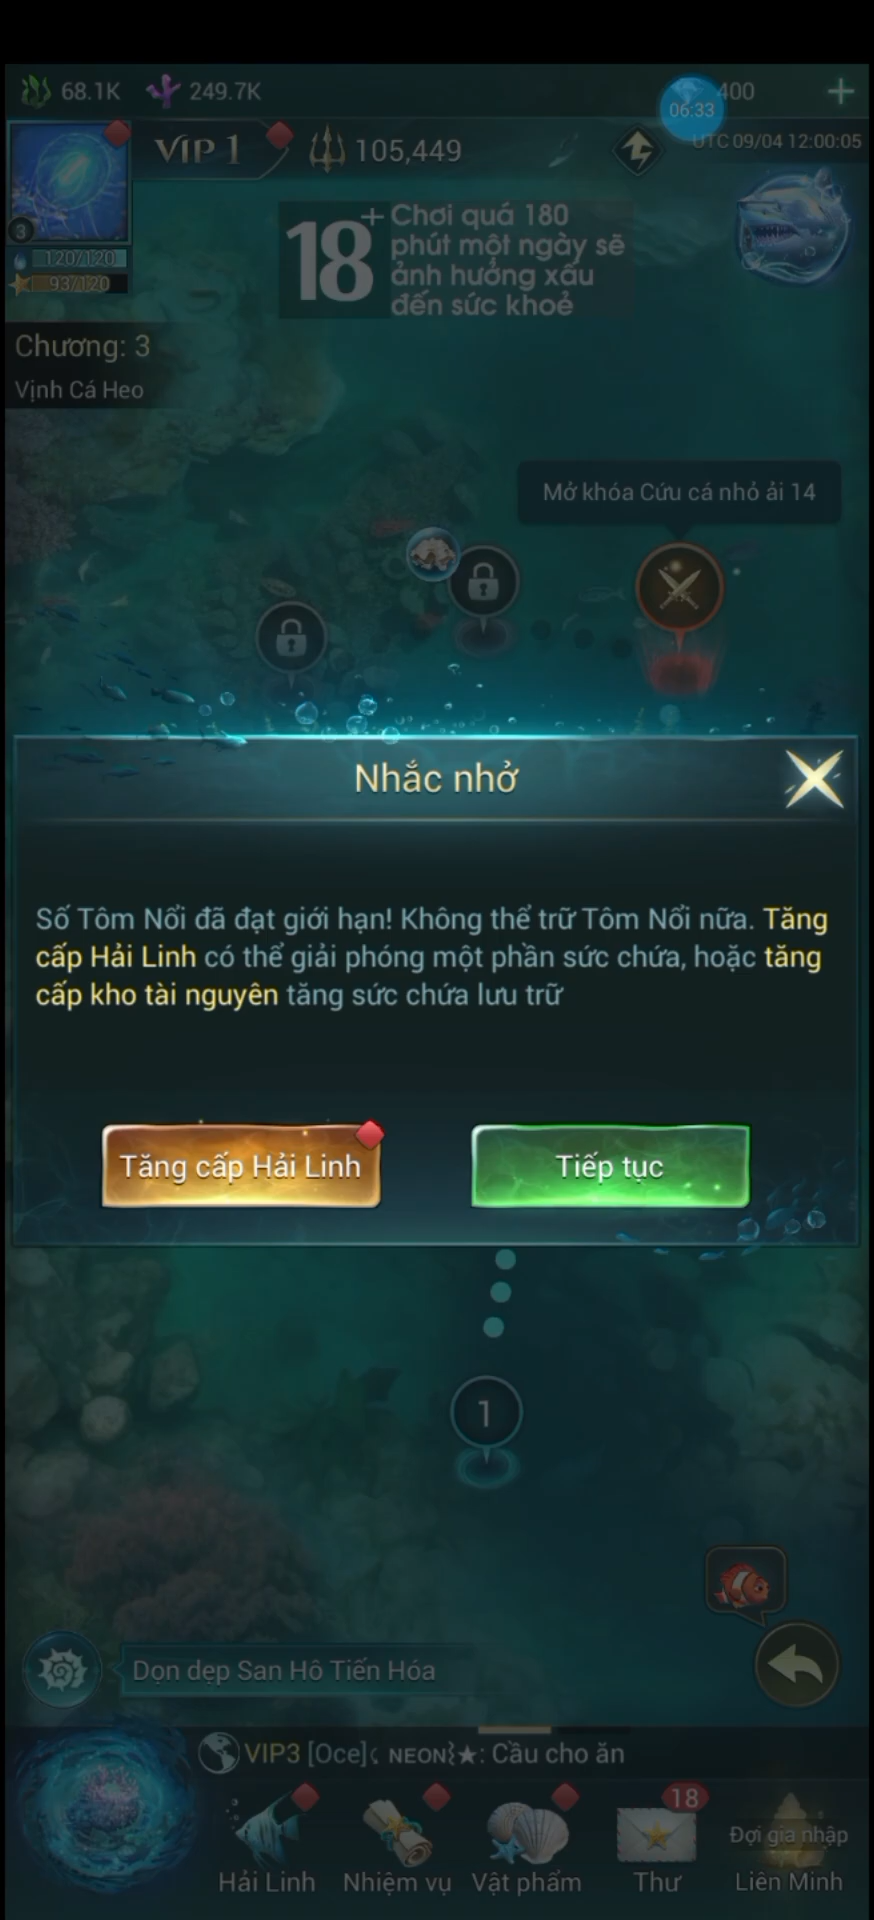 68.1K 249.7K 400
06:33
UTC 09/04 12:00:05
VIP 1 105,449
3
120/120
93/120
18+ Chơi quá 180
phút một ngày sẽ
ảnh hưởng xấu
đến sức khoẻ
Chương: 3
Vịnh Cá Heo
Mở khóa Cứu cá nhỏ ải 14
Nhắc nhở
Số Tôm Nổi đã đạt giới hạn! Không thể trữ Tôm Nổi nữa. Tăng
cấp Hải Linh có thể giải phóng một phần sức chứa, hoặc tăng
cấp kho tài nguyên tăng sức chứa lưu trữ
Tăng cấp Hải Linh
Tiếp tục
1
Dọn dẹp San Hô Tiến Hóa
VIP3 [Oce]ꔪ NEON⌇★: Cầu cho ăn
18
Đợi gia nhập
Hải Linh Nhiệm vụ Vật phẩm Thư Liên Minh